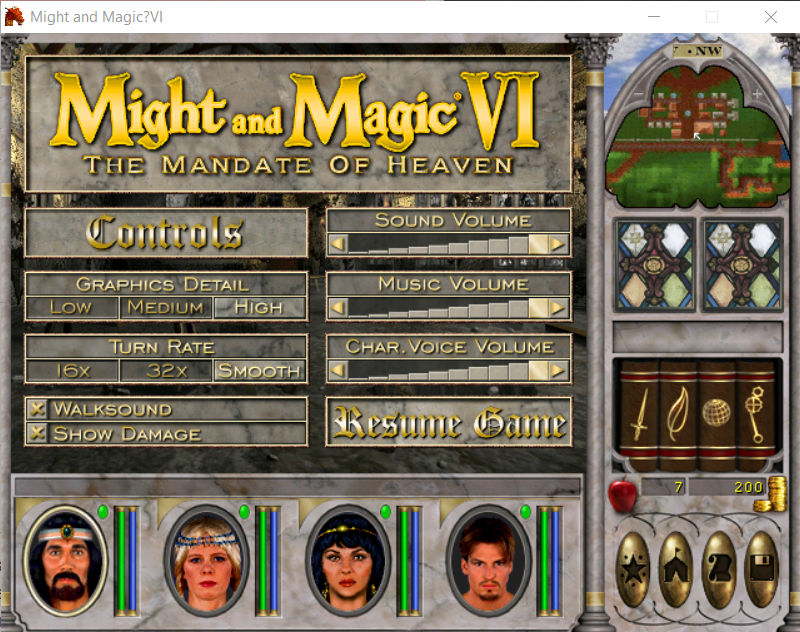 Might and Magic?VI
NW
Might and Magic® VI
The Mandate Of Heaven
Controls
Sound Volume
Graphics Detail
Low Medium High
Music Volume
Turn Rate
16x 32x Smooth
Char.Voice Volume
Walksound
Show Damage
Resume Game
7 200